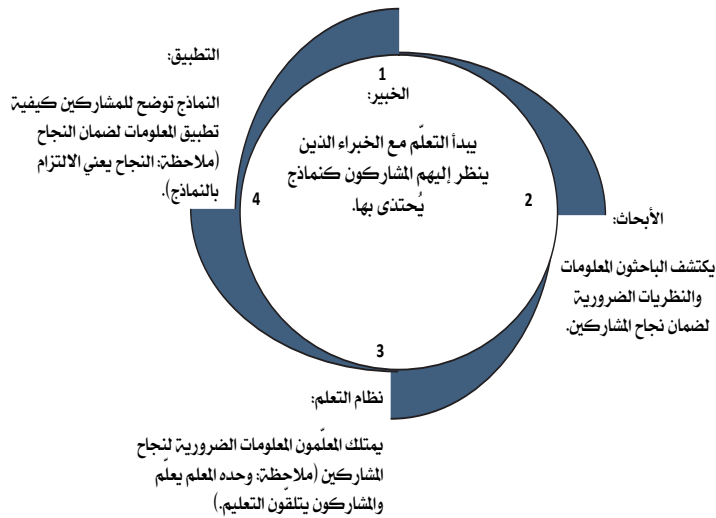 1
الخبير:
يبدأ التعلّم مع الخبراء الذين
ينظر إليهم المشاركون كنماذج
يُحتذى بها.
2
الأبحاث:
يكتشف الباحثون المعلومات
والنظريات الضرورية
لضمان نجاح المشاركين.
3
نظام التعلم:
يمتلك المعلّمون المعلومات الضرورية لنجاح
المشاركين (ملاحظة: وحده المعلم يعلّم
والمشاركون يتلقّون التعليم.)
4
التطبيق:
النماذج توضح للمشاركين كيفية
تطبيق المعلومات لضمان النجاح
(ملاحظة: النجاح يعني الالتزام
بالنماذج).